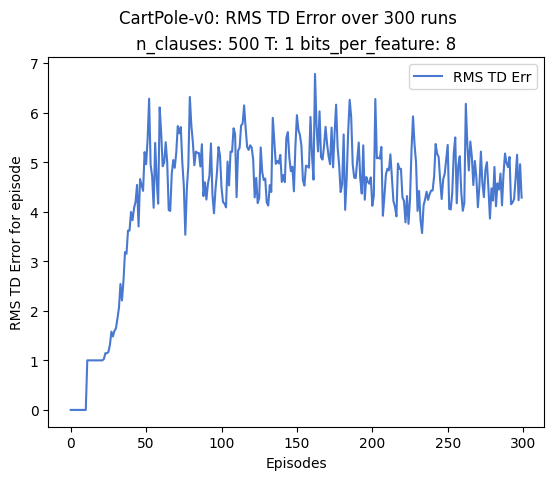 CartPole-v0: RMS TD Error over 300 runs
n_clauses: 500 T: 1 bits_per_feature: 8
RMS TD Err
RMS TD Error for episode
7
6
5
4
3
2
1
0
0 50 100 150 200 250 300
Episodes